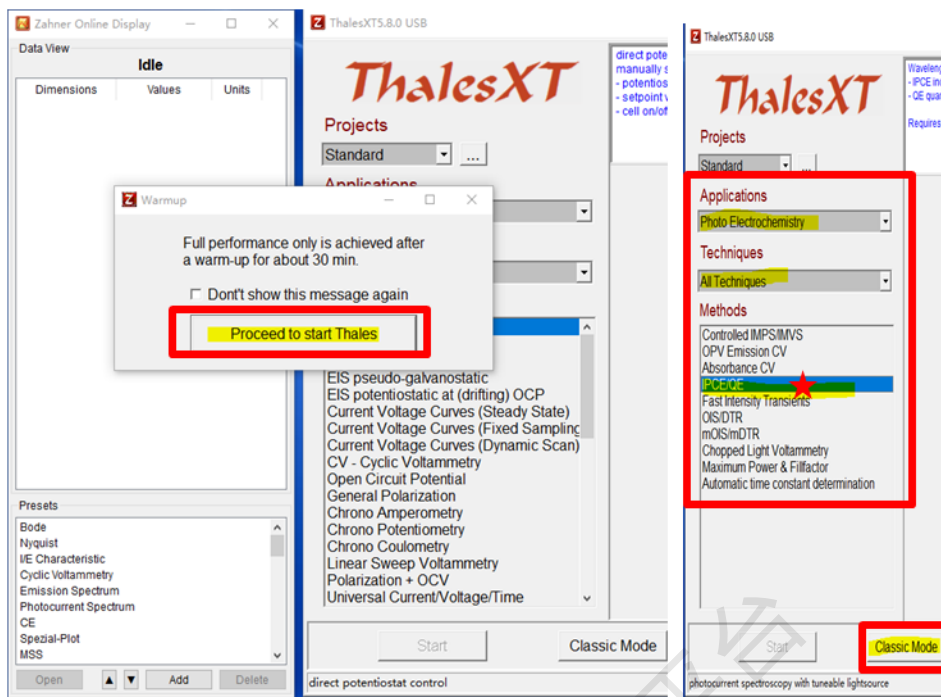 Zahner Online Display
Data View
Idle
Dimensions Values Units
Presets
Bode
Nyquist
I/E Characteristic
Cyclic Voltammetry
Emission Spectrum
Photocurrent Spectrum
CE
Spezial-Plot
MSS
Open Add Delete
Warmup
Full performance only is achieved after
a warm-up for about 30 min.
Dont't show this message again
Proceed to start Thales
ThalesXT5.8.0 USB
ThalesXT
Projects
Standard ...
Applications
EIS pseudo-galvanostatic
EIS potentiostatic at (drifting) OCP
Current Voltage Curves (Steady State)
Current Voltage Curves (Fixed Sampling
Current Voltage Curves (Dynamic Scan)
CV - Cyclic Voltammetry
Open Circuit Potential
General Polarization
Chrono Amperometry
Chrono Potentiometry
Chrono Coulometry
Linear Sweep Voltammetry
Polarization + OCV
Universal Current/Voltage/Time
Start Classic Mode
direct potentiostat control
direct pote
manually s
- potentios
- setpoint v
- cell on/of
ThalesXT5.8.0 USB
ThalesXT
Projects
Standard ...
Applications
Photo Electrochemistry
Techniques
All Techniques
Methods
Controlled IMPS/IMVS
OPV Emission CV
Absorbance CV
IPCE/QE
Fast Intensity Transients
OIS/DTR
mOIS/mDTR
Chopped Light Voltammetry
Maximum Power & Fillfactor
Automatic time constant determination
Start Classic Mode
photocurrent spectroscopy with tuneable lightsource
Waveleng
- IPCE in
- QE quar
Requires
平台